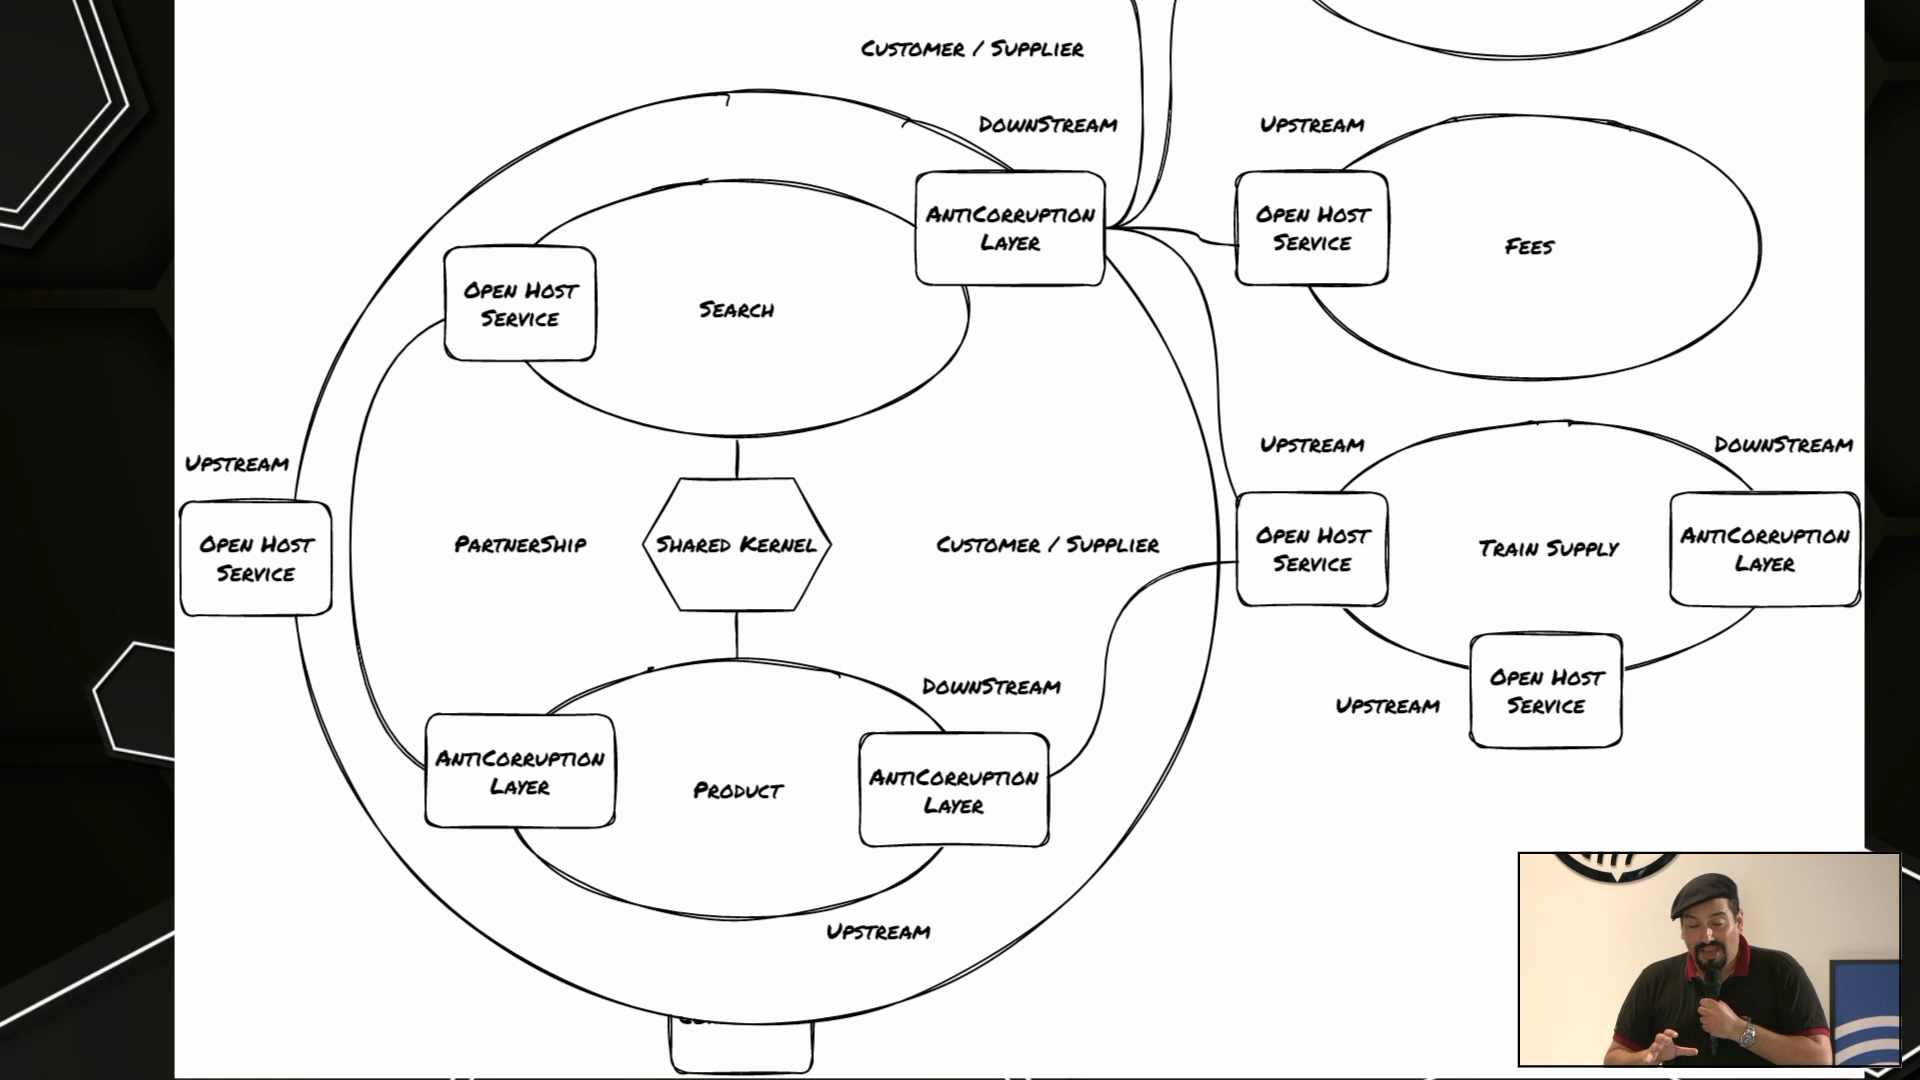 Customer / Supplier
DownStream
Upstream
AntiCorruption
Layer
Open Host
Service
Fees
Open Host
Service
Search
Upstream
Upstream
DownStream
Open Host
Service
Partnership
Shared Kernel
Customer / Supplier
Open Host
Service
Train Supply
AntiCorruption
Layer
DownStream
Open Host
Service
Upstream
AntiCorruption
Layer
Product
AntiCorruption
Layer
Upstream